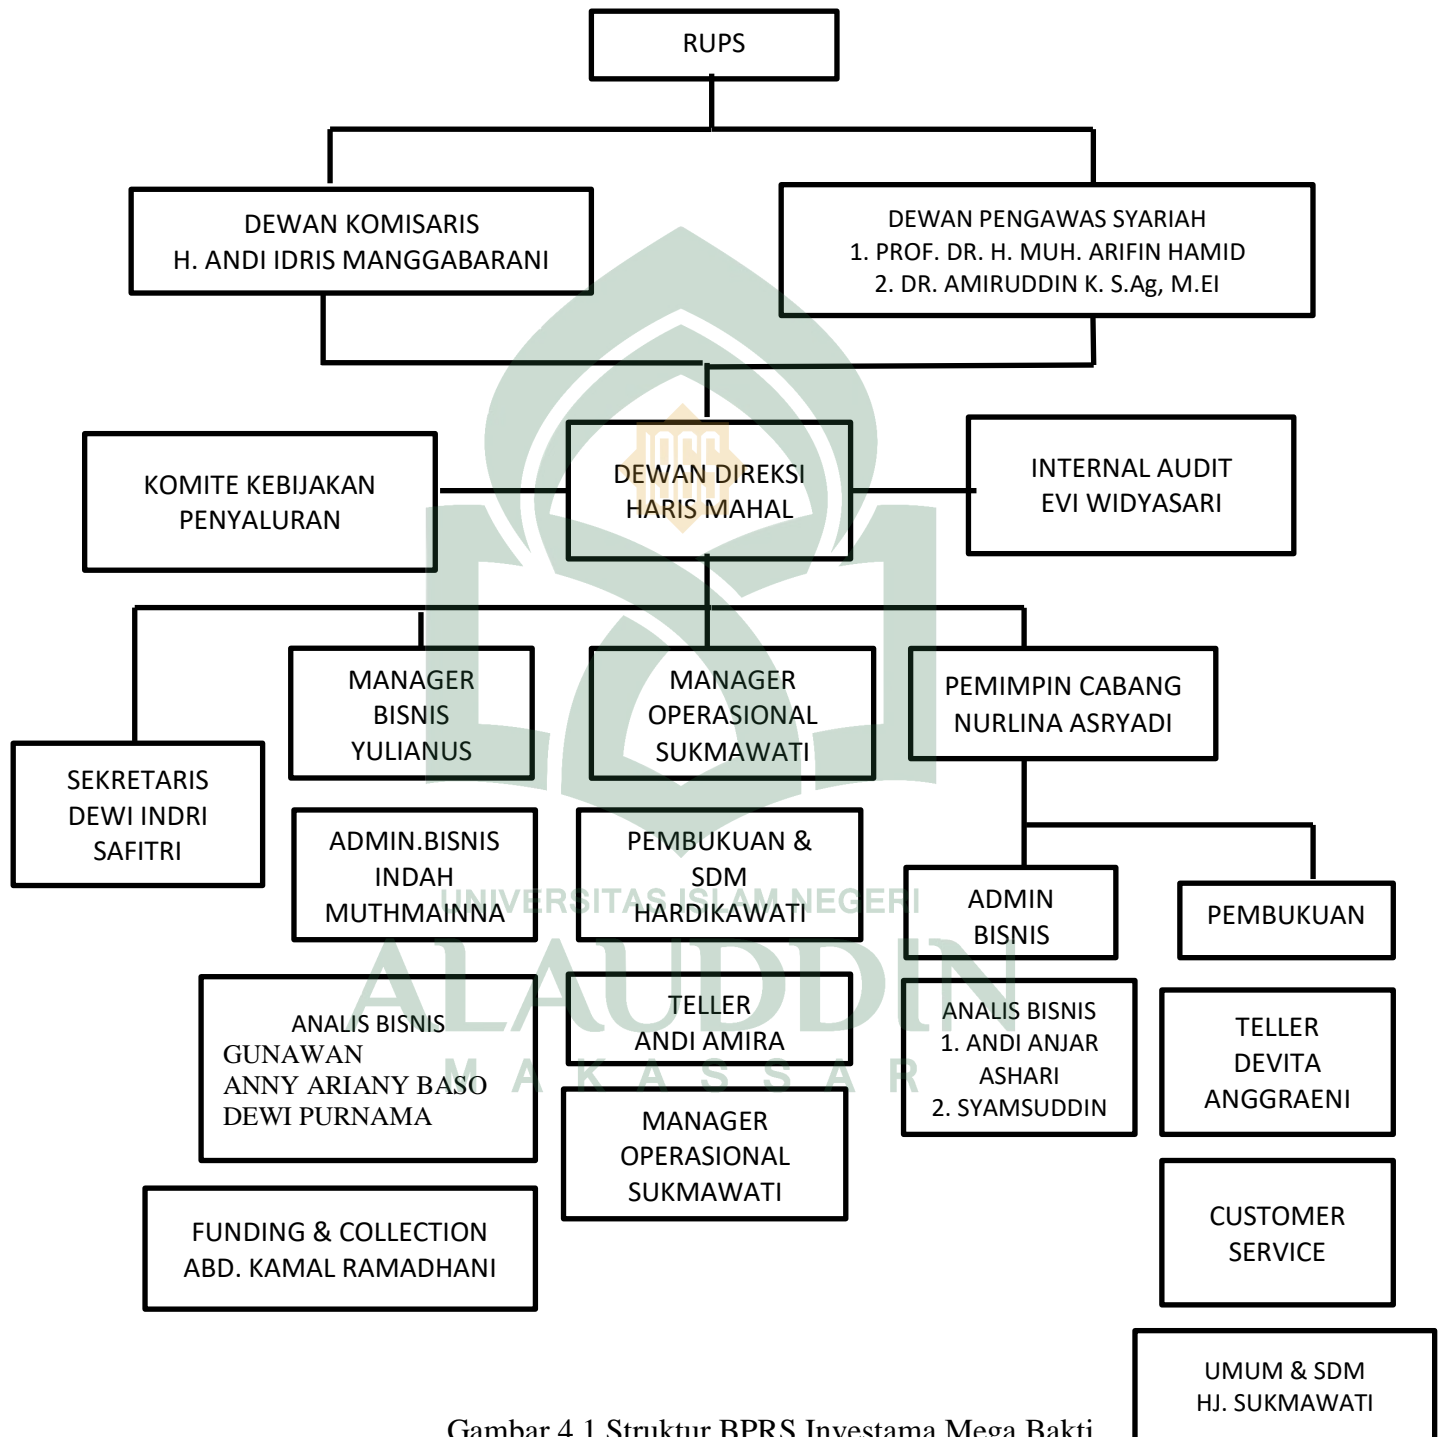 RUPS
DEWAN KOMISARIS
H. ANDI IDRIS MANGGABARANI
DEWAN PENGAWAS SYARIAH
1. PROF. DR. H. MUH. ARIFIN HAMID
2. DR. AMIRUDDIN K. S.Ag, M.EI
KOMITE KEBIJAKAN
PENYALURAN
DEWAN DIREKSI
HARIS MAHAL
INTERNAL AUDIT
EVI WIDYASARI
SEKRETARIS
DEWI INDRI
SAFITRI
MANAGER
BISNIS
YULIANUS
MANAGER
OPERASIONAL
SUKMAWATI
PEMIMPIN CABANG
NURLINA ASRYADI
ADMIN.BISNIS
INDAH
MUTHMAINNA
PEMBUKUAN &
SDM
HARDIKAWATI
ADMIN
BISNIS
PEMBUKUAN
UNIVERSITAS ISLAM NEGERI
ALAUDDIN
MAKASSAR
ANALIS BISNIS
GUNAWAN
ANNY ARIANY BASO
DEWI PURNAMA
TELLER
ANDI AMIRA
ANALIS BISNIS
1. ANDI ANJAR
ASHARI
2. SYAMSUDDIN
TELLER
DEVITA
ANGGRAENI
MANAGER
OPERASIONAL
SUKMAWATI
FUNDING & COLLECTION
ABD. KAMAL RAMADHANI
CUSTOMER
SERVICE
UMUM & SDM
HJ. SUKMAWATI
Gambar 4.1 Struktur BPRS Investama Mega Bakti